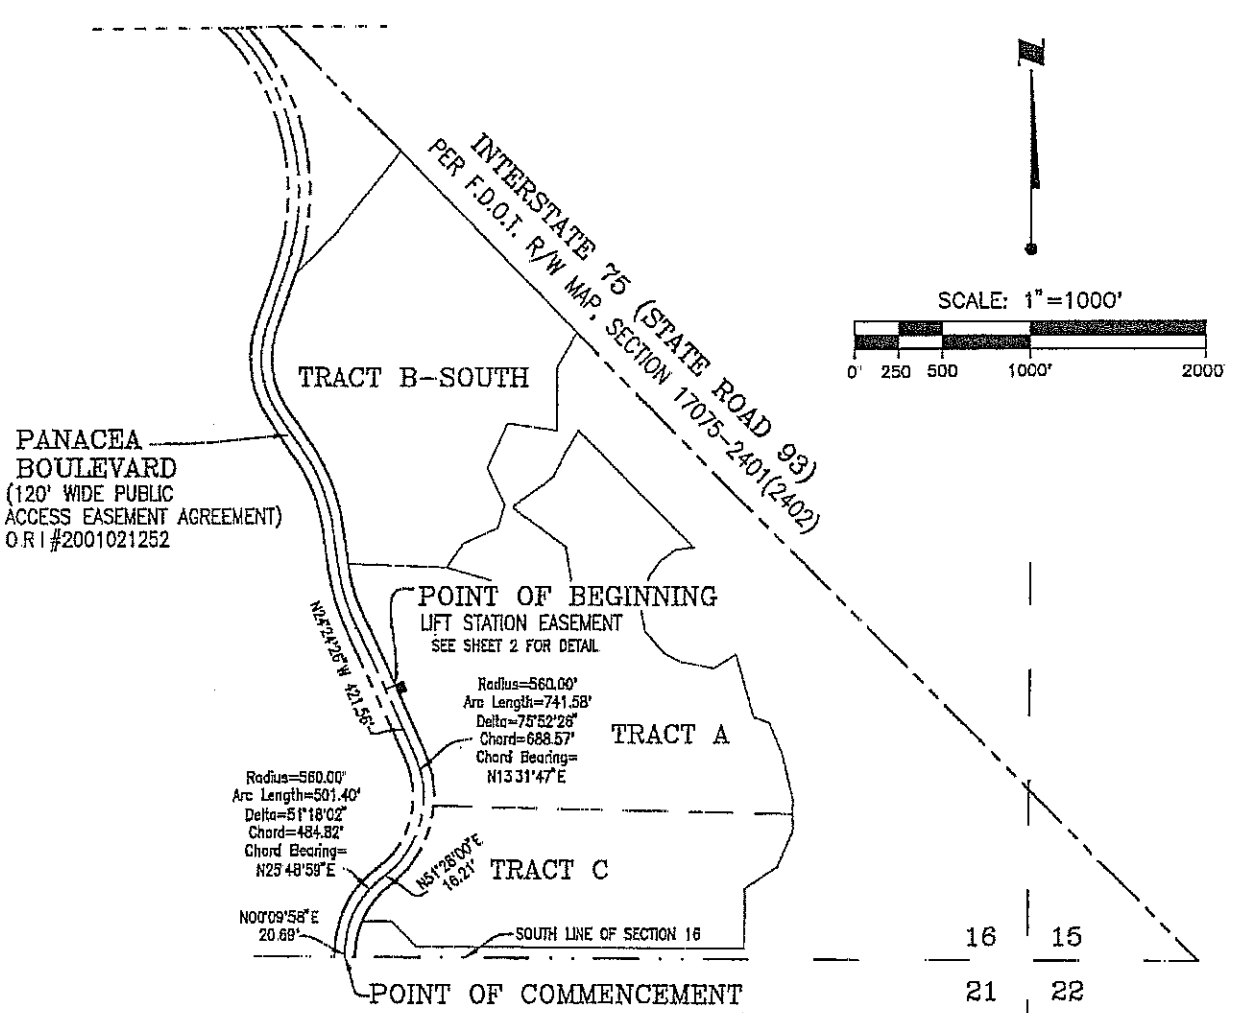 INTERSTATE 75 (STATE ROAD 93)
PER F.D.O.T. R/W MAP, SECTION 17075-2401(2402)
N
SCALE: 1"=1000'
0' 250 500 1000' 2000
TRACT B-SOUTH
PANACEA
BOULEVARD
(120' WIDE PUBLIC
ACCESS EASEMENT AGREEMENT)
O.R I #2001021252
POINT OF BEGINNING
LIFT STATION EASEMENT
SEE SHEET 2 FOR DETAIL
N24°24'26"W 421.56'
Radius=560.00'
Arc Length=741.58'
Delta=75°52'26"
Chord=688.57'
Chord Bearing=
N13 31'47"E
TRACT A
Radius=560.00'
Arc Length=501.40'
Delta=51°18'02"
Chord=484.82'
Chord Bearing=
N25 48'59"E
N51°28'00"E
16.21'
TRACT C
N00°09'58"E
20.69'
SOUTH LINE OF SECTION 16
16 15
21 22
POINT OF COMMENCEMENT